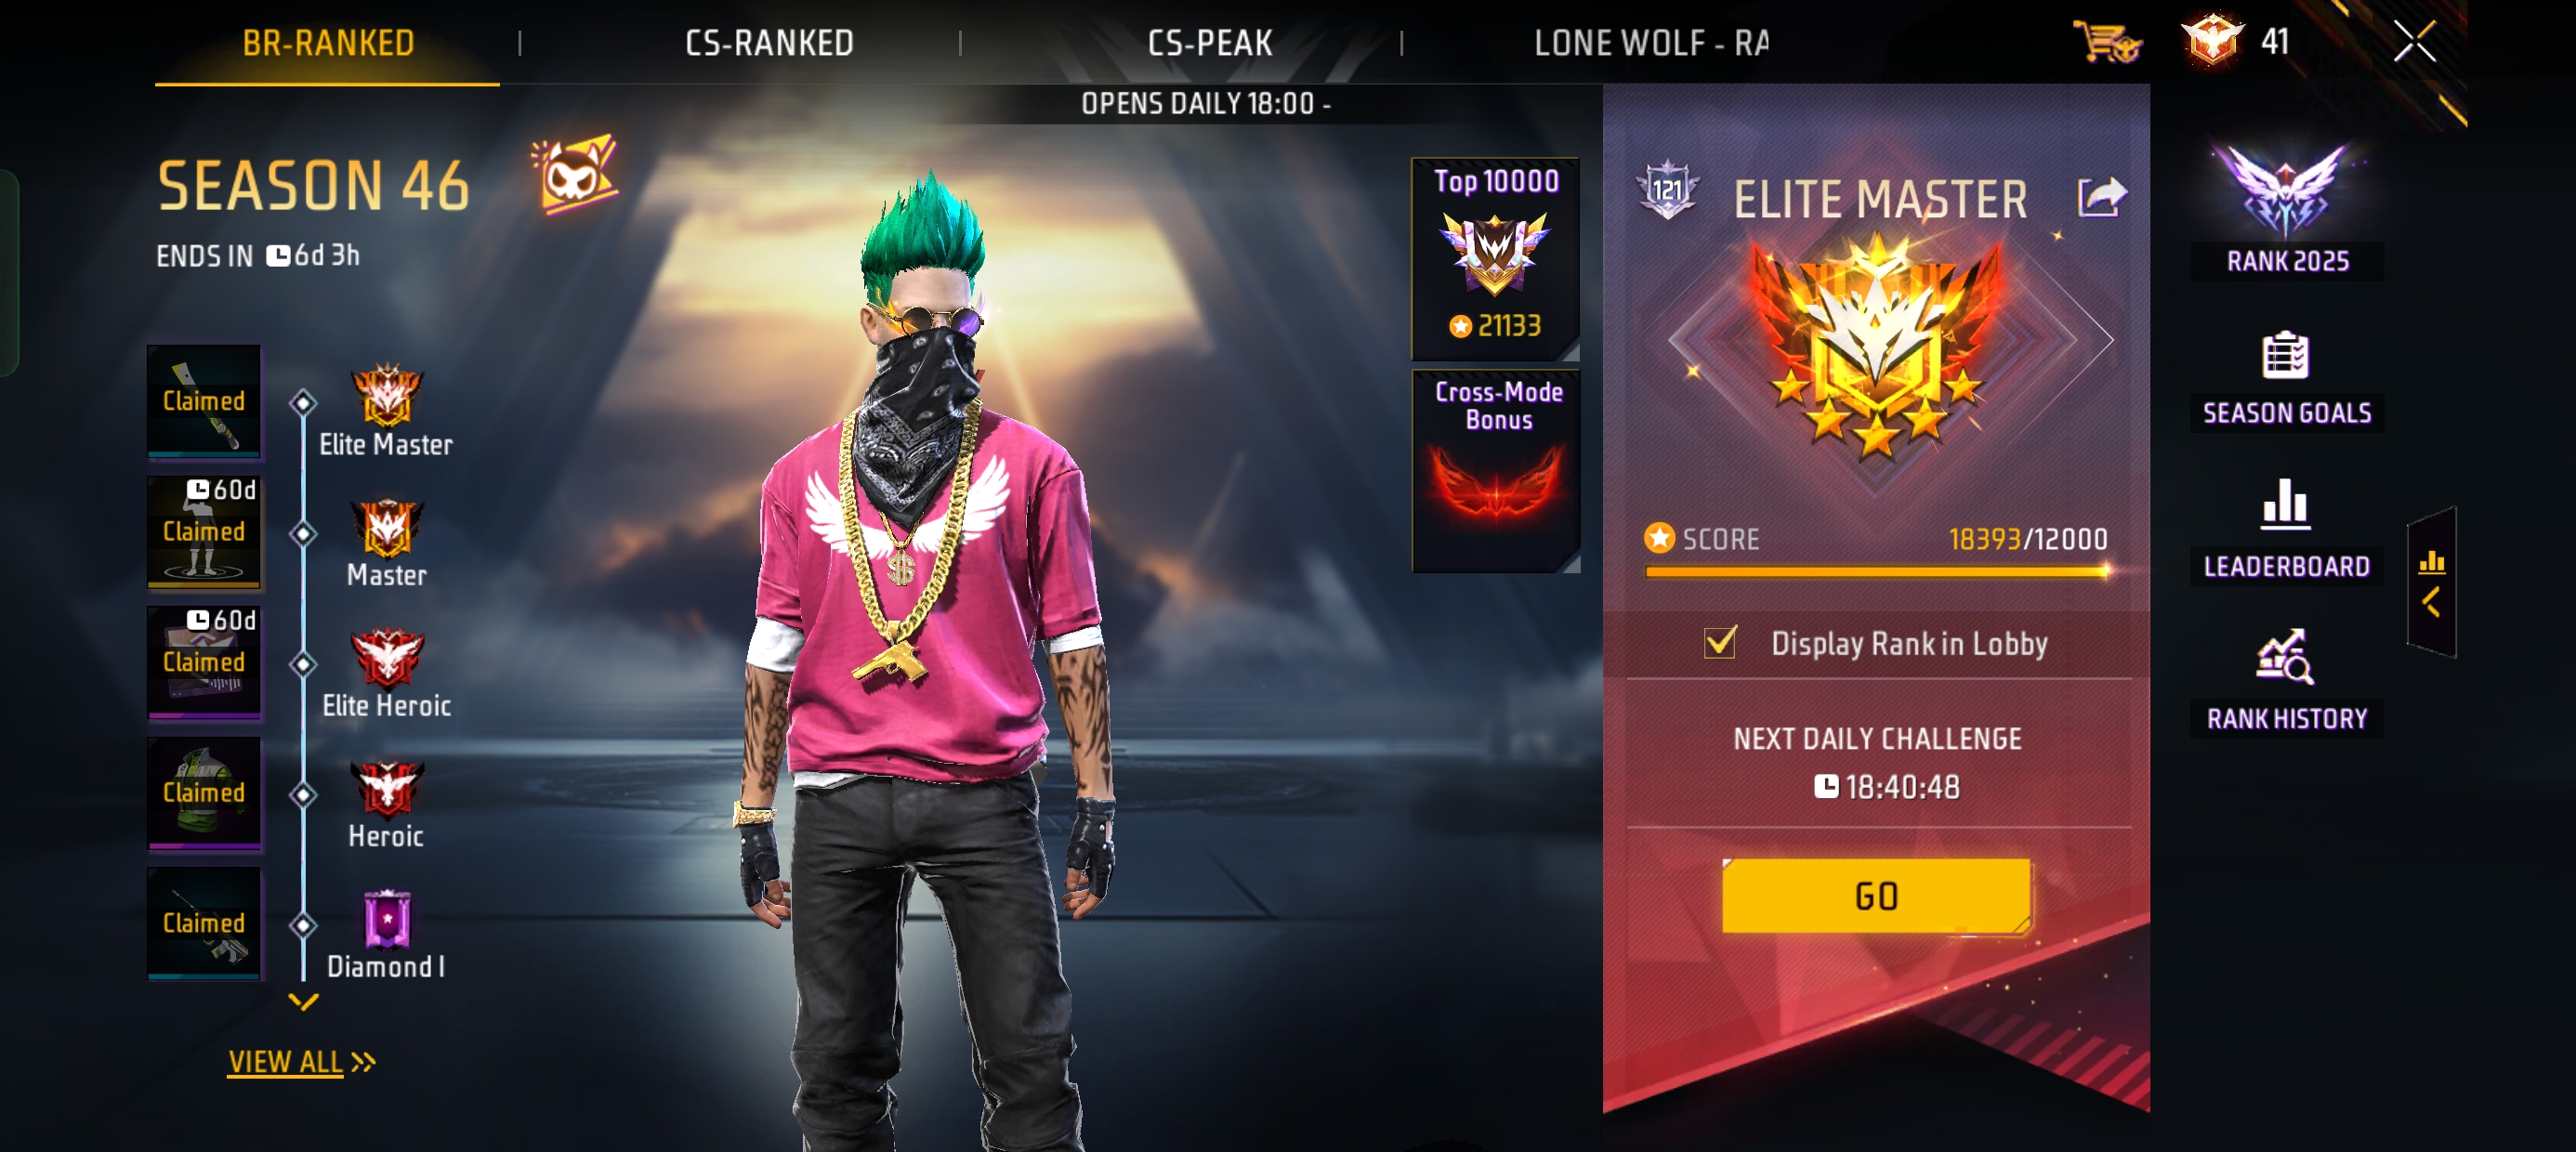 BR-RANKED
CS-RANKED
CS-PEAK
LONE WOLF - RA
41
OPENS DAILY 18:00 -
SEASON 46
ENDS IN 6d 3h
Claimed
Elite Master
60d
Claimed
Master
60d
Claimed
Elite Heroic
Claimed
Heroic
Claimed
Diamond I
VIEW ALL
Top 10000
21133
Cross-Mode
Bonus
121
ELITE MASTER
SCORE
18393/12000
Display Rank in Lobby
NEXT DAILY CHALLENGE
18:40:48
GO
RANK 2025
SEASON GOALS
LEADERBOARD
RANK HISTORY